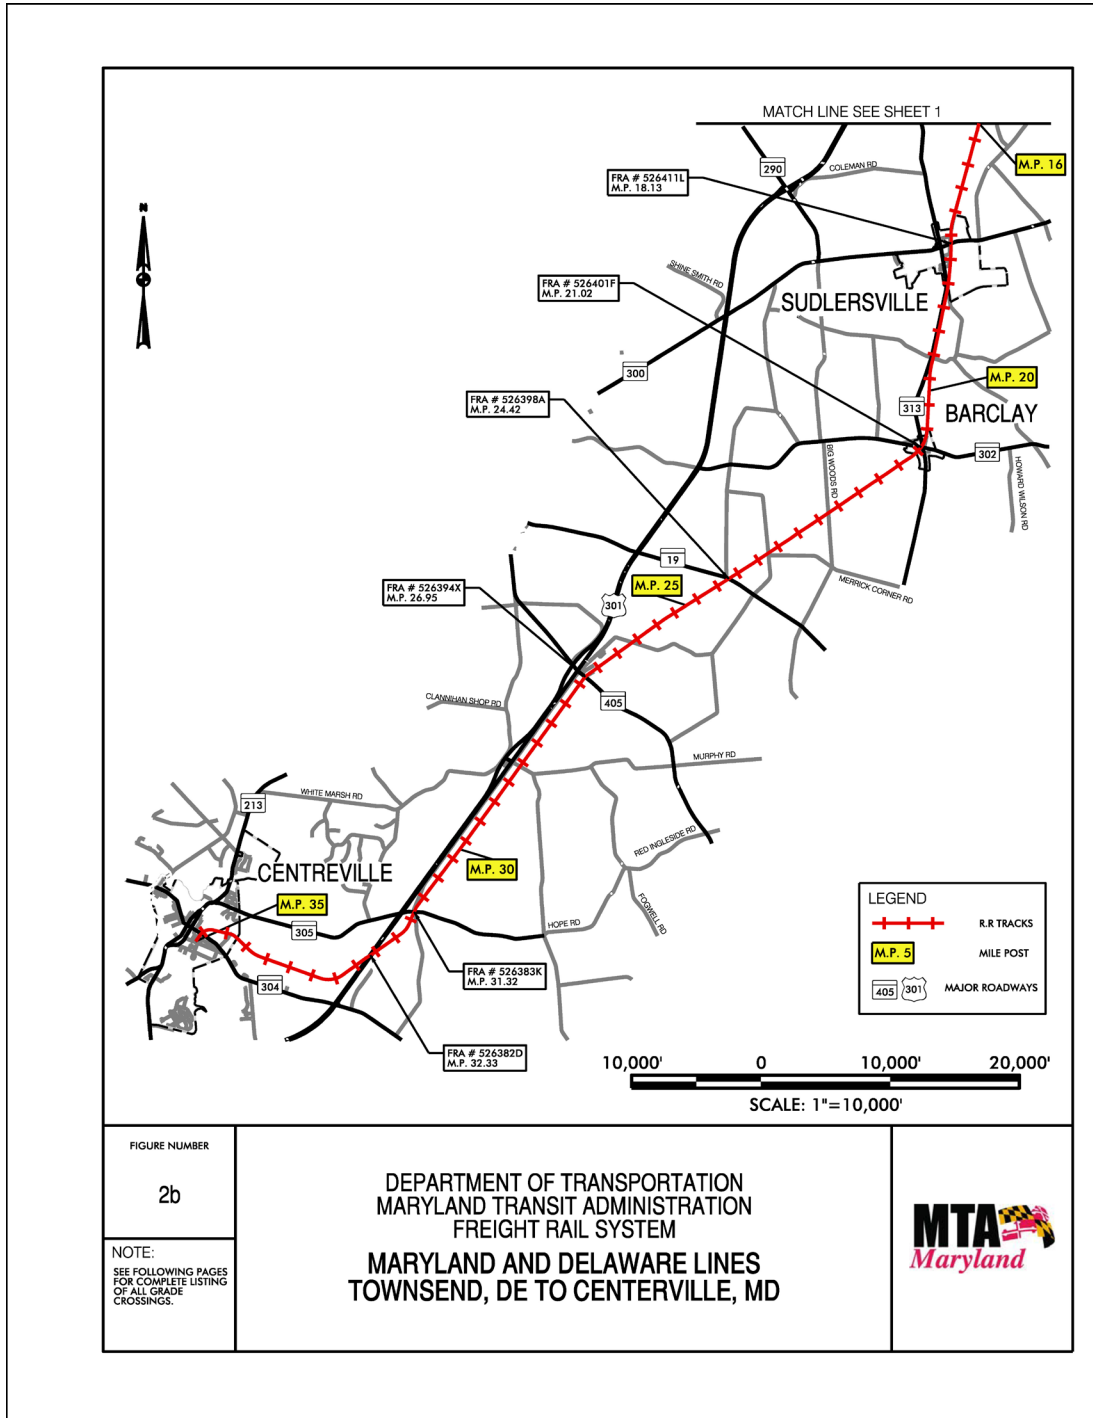 MATCH LINE SEE SHEET 1
M.P. 16
290
COLEMAN RD
FRA # 526411L
M.P. 18.13
N
SHINE SMITH RD
FRA # 526401F
M.P. 21.02
SUDLERSVILLE
300
M.P. 20
FRA # 526398A
M.P. 24.42
313
BARCLAY
302
BIG WOODS RD
HOWARD WILSON RD
19
FRA # 526394X
M.P. 26.95
M.P. 25
MERRICK CORNER RD
301
CLANNIHAN SHOP RD
405
MURPHY RD
WHITE MARSH RD
213
RED INGLESIDE RD
CENTREVILLE
M.P. 30
M.P. 35
FOGWELL RD
HOPE RD
305
304
FRA # 526383K
M.P. 31.32
FRA # 526382D
M.P. 32.33
LEGEND
R.R TRACKS
M.P. 5
MILE POST
405
301
MAJOR ROADWAYS
10,000'
0
10,000'
20,000'
SCALE: 1"=10,000'
FIGURE NUMBER
2b
NOTE:
SEE FOLLOWING PAGES
FOR COMPLETE LISTING
OF ALL GRADE
CROSSINGS.
DEPARTMENT OF TRANSPORTATION
MARYLAND TRANSIT ADMINISTRATION
FREIGHT RAIL SYSTEM
MARYLAND AND DELAWARE LINES
TOWNSEND, DE TO CENTERVILLE, MD
MTA
Maryland